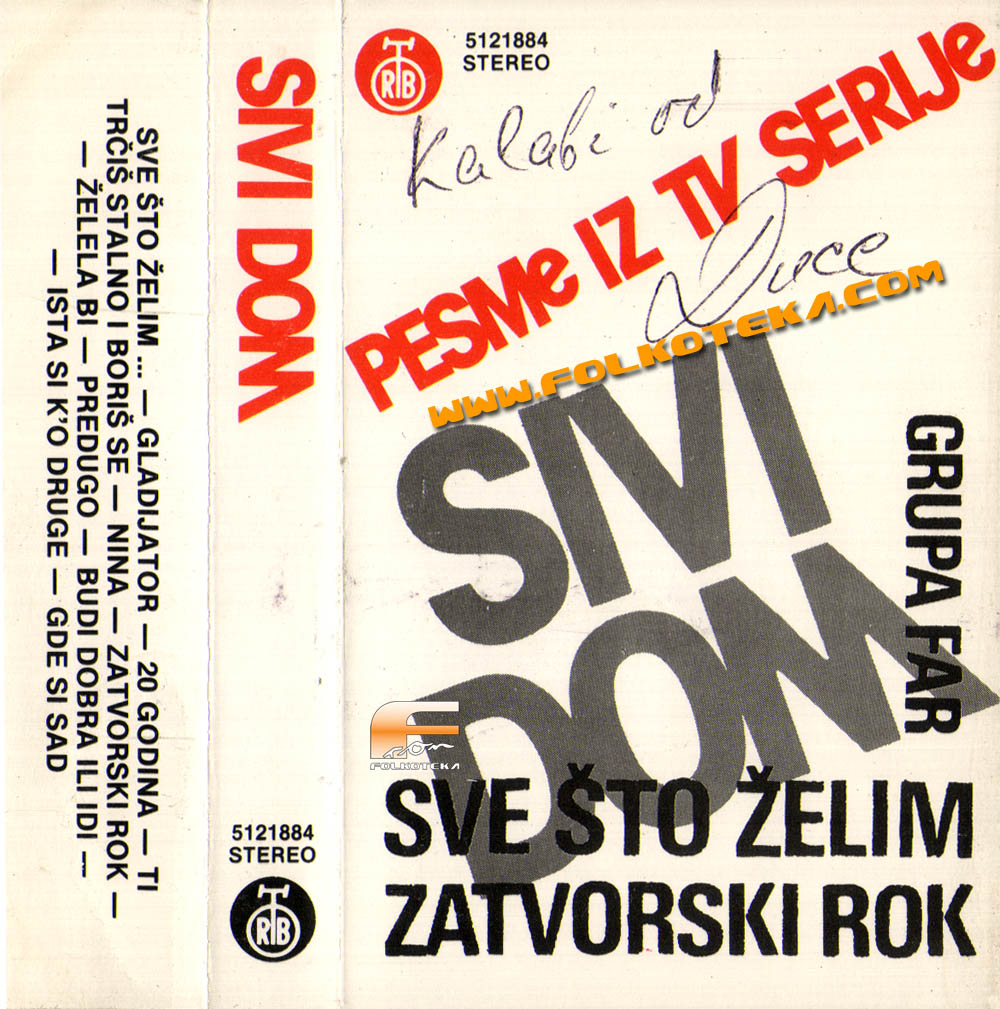 SVE ŠTO ŽELIM ... — GLADIJATOR — 20 GODINA — TI
TRČIŠ STALNO I BORIŠ SE — NINA — ZATVORSKI ROK —
— ŽELELA BI — PREDUGO — BUDI DOBRA ILI IDI —
— ISTA SI K'O DRUGE — GDE SI SAD
SIVI DOM
5121884
STEREO
RTB
RTB
5121884
STEREO
Kalabi od
Duce
PESMe IZ TV SERIJe
www.FOLKOTEKA.com
SIVI
DOM
GRUPA FAR
F.com
FOLKOTEKA
SVE ŠTO ŽELIM
ZATVORSKI ROK